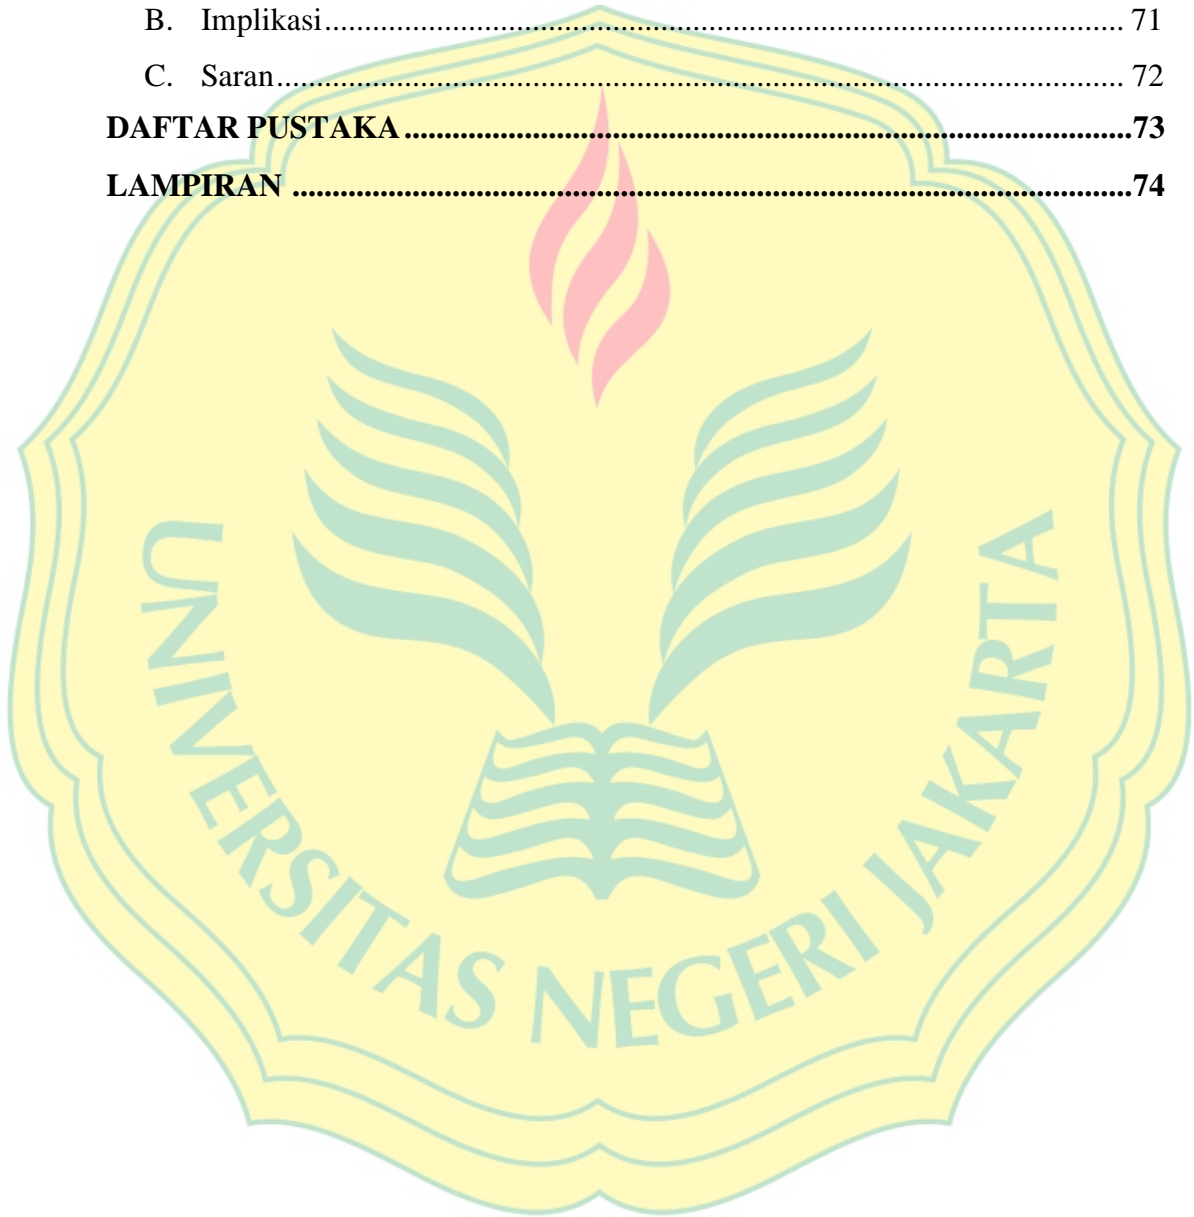 B. Implikasi.......................................................................................................... 71
C. Saran................................................................................................................ 72
DAFTAR PUSTAKA ............................................................................................73
LAMPIRAN ..........................................................................................................74
UNIVERSITAS NEGERI JAKARTA